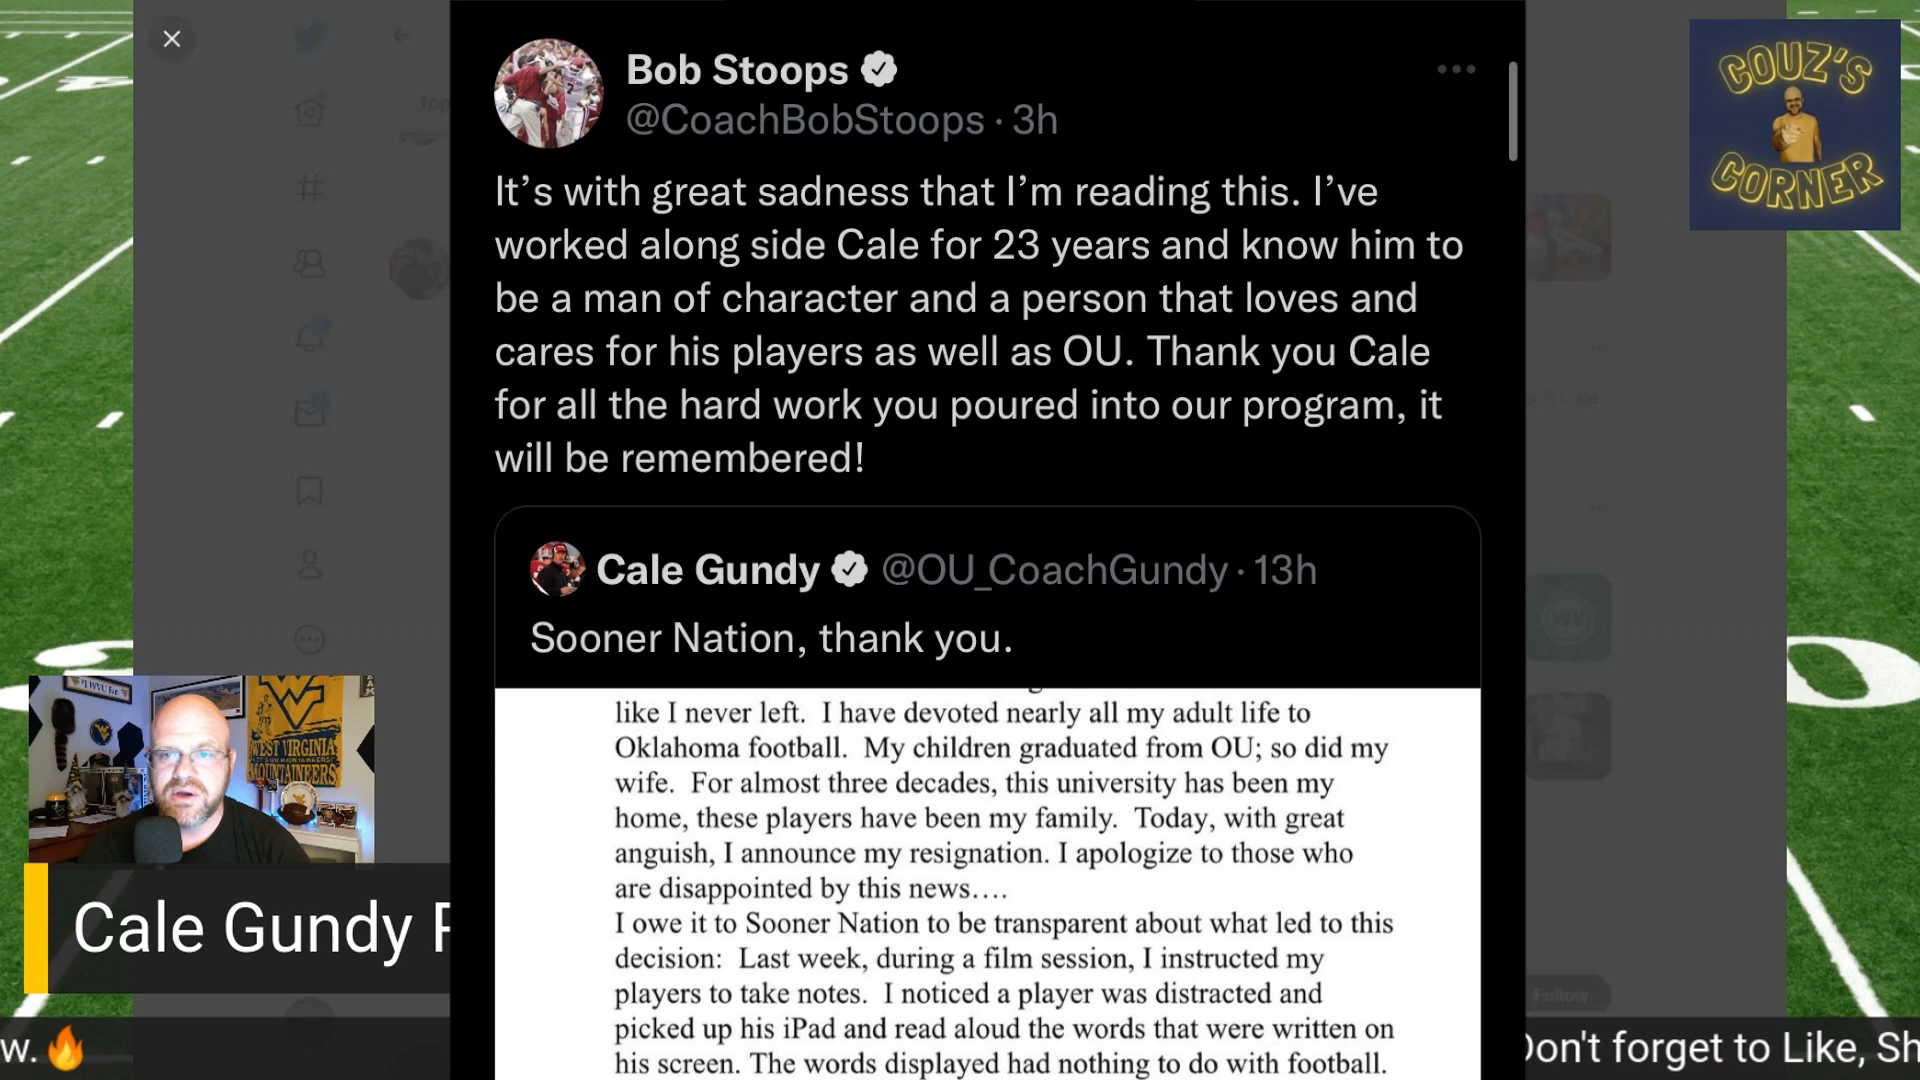 Bob Stoops
@CoachBobStoops · 3h
It’s with great sadness that I’m reading this. I’ve
worked along side Cale for 23 years and know him to
be a man of character and a person that loves and
cares for his players as well as OU. Thank you Cale
for all the hard work you poured into our program, it
will be remembered!
Cale Gundy @OU_CoachGundy · 13h
Sooner Nation, thank you.
like I never left.  I have devoted nearly all my adult life to
Oklahoma football.  My children graduated from OU; so did my
wife.  For almost three decades, this university has been my
home, these players have been my family.  Today, with great
anguish, I announce my resignation. I apologize to those who
are disappointed by this news….
I owe it to Sooner Nation to be transparent about what led to this
decision:  Last week, during a film session, I instructed my
players to take notes.  I noticed a player was distracted and
picked up his iPad and read aloud the words that were written on
his screen. The words displayed had nothing to do with football.
COUZ'S
CORNER
#1 WVU Fan
WEST VIRGINIA
MOUNTAINEERS
Cale Gundy
w. 🔥
Don't forget to Like, Sh
Follow
WV